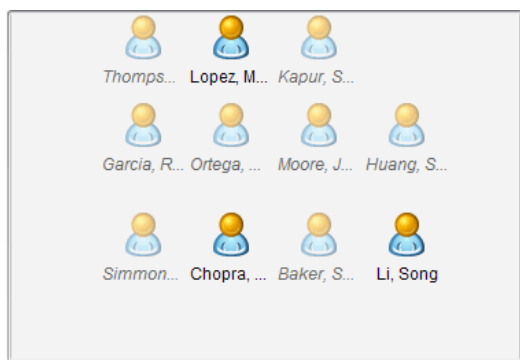 Thomps... Lopez, M... Kapur, S...
Garcia, R... Ortega, ... Moore, J... Huang, S...
Simmon... Chopra, ... Baker, S... Li, Song